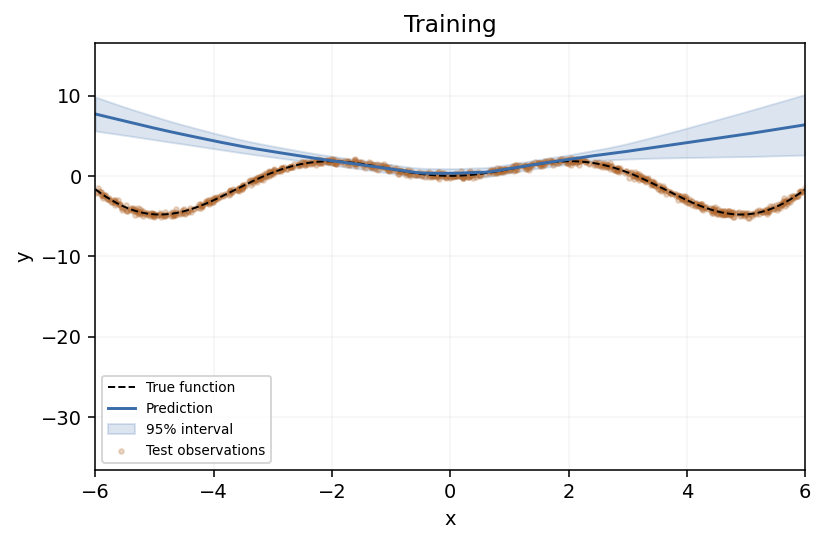 Training
10
0
−10
−20
−30
y
True function
Prediction
95% interval
Test observations
−6
−4
−2
0
2
4
6
x